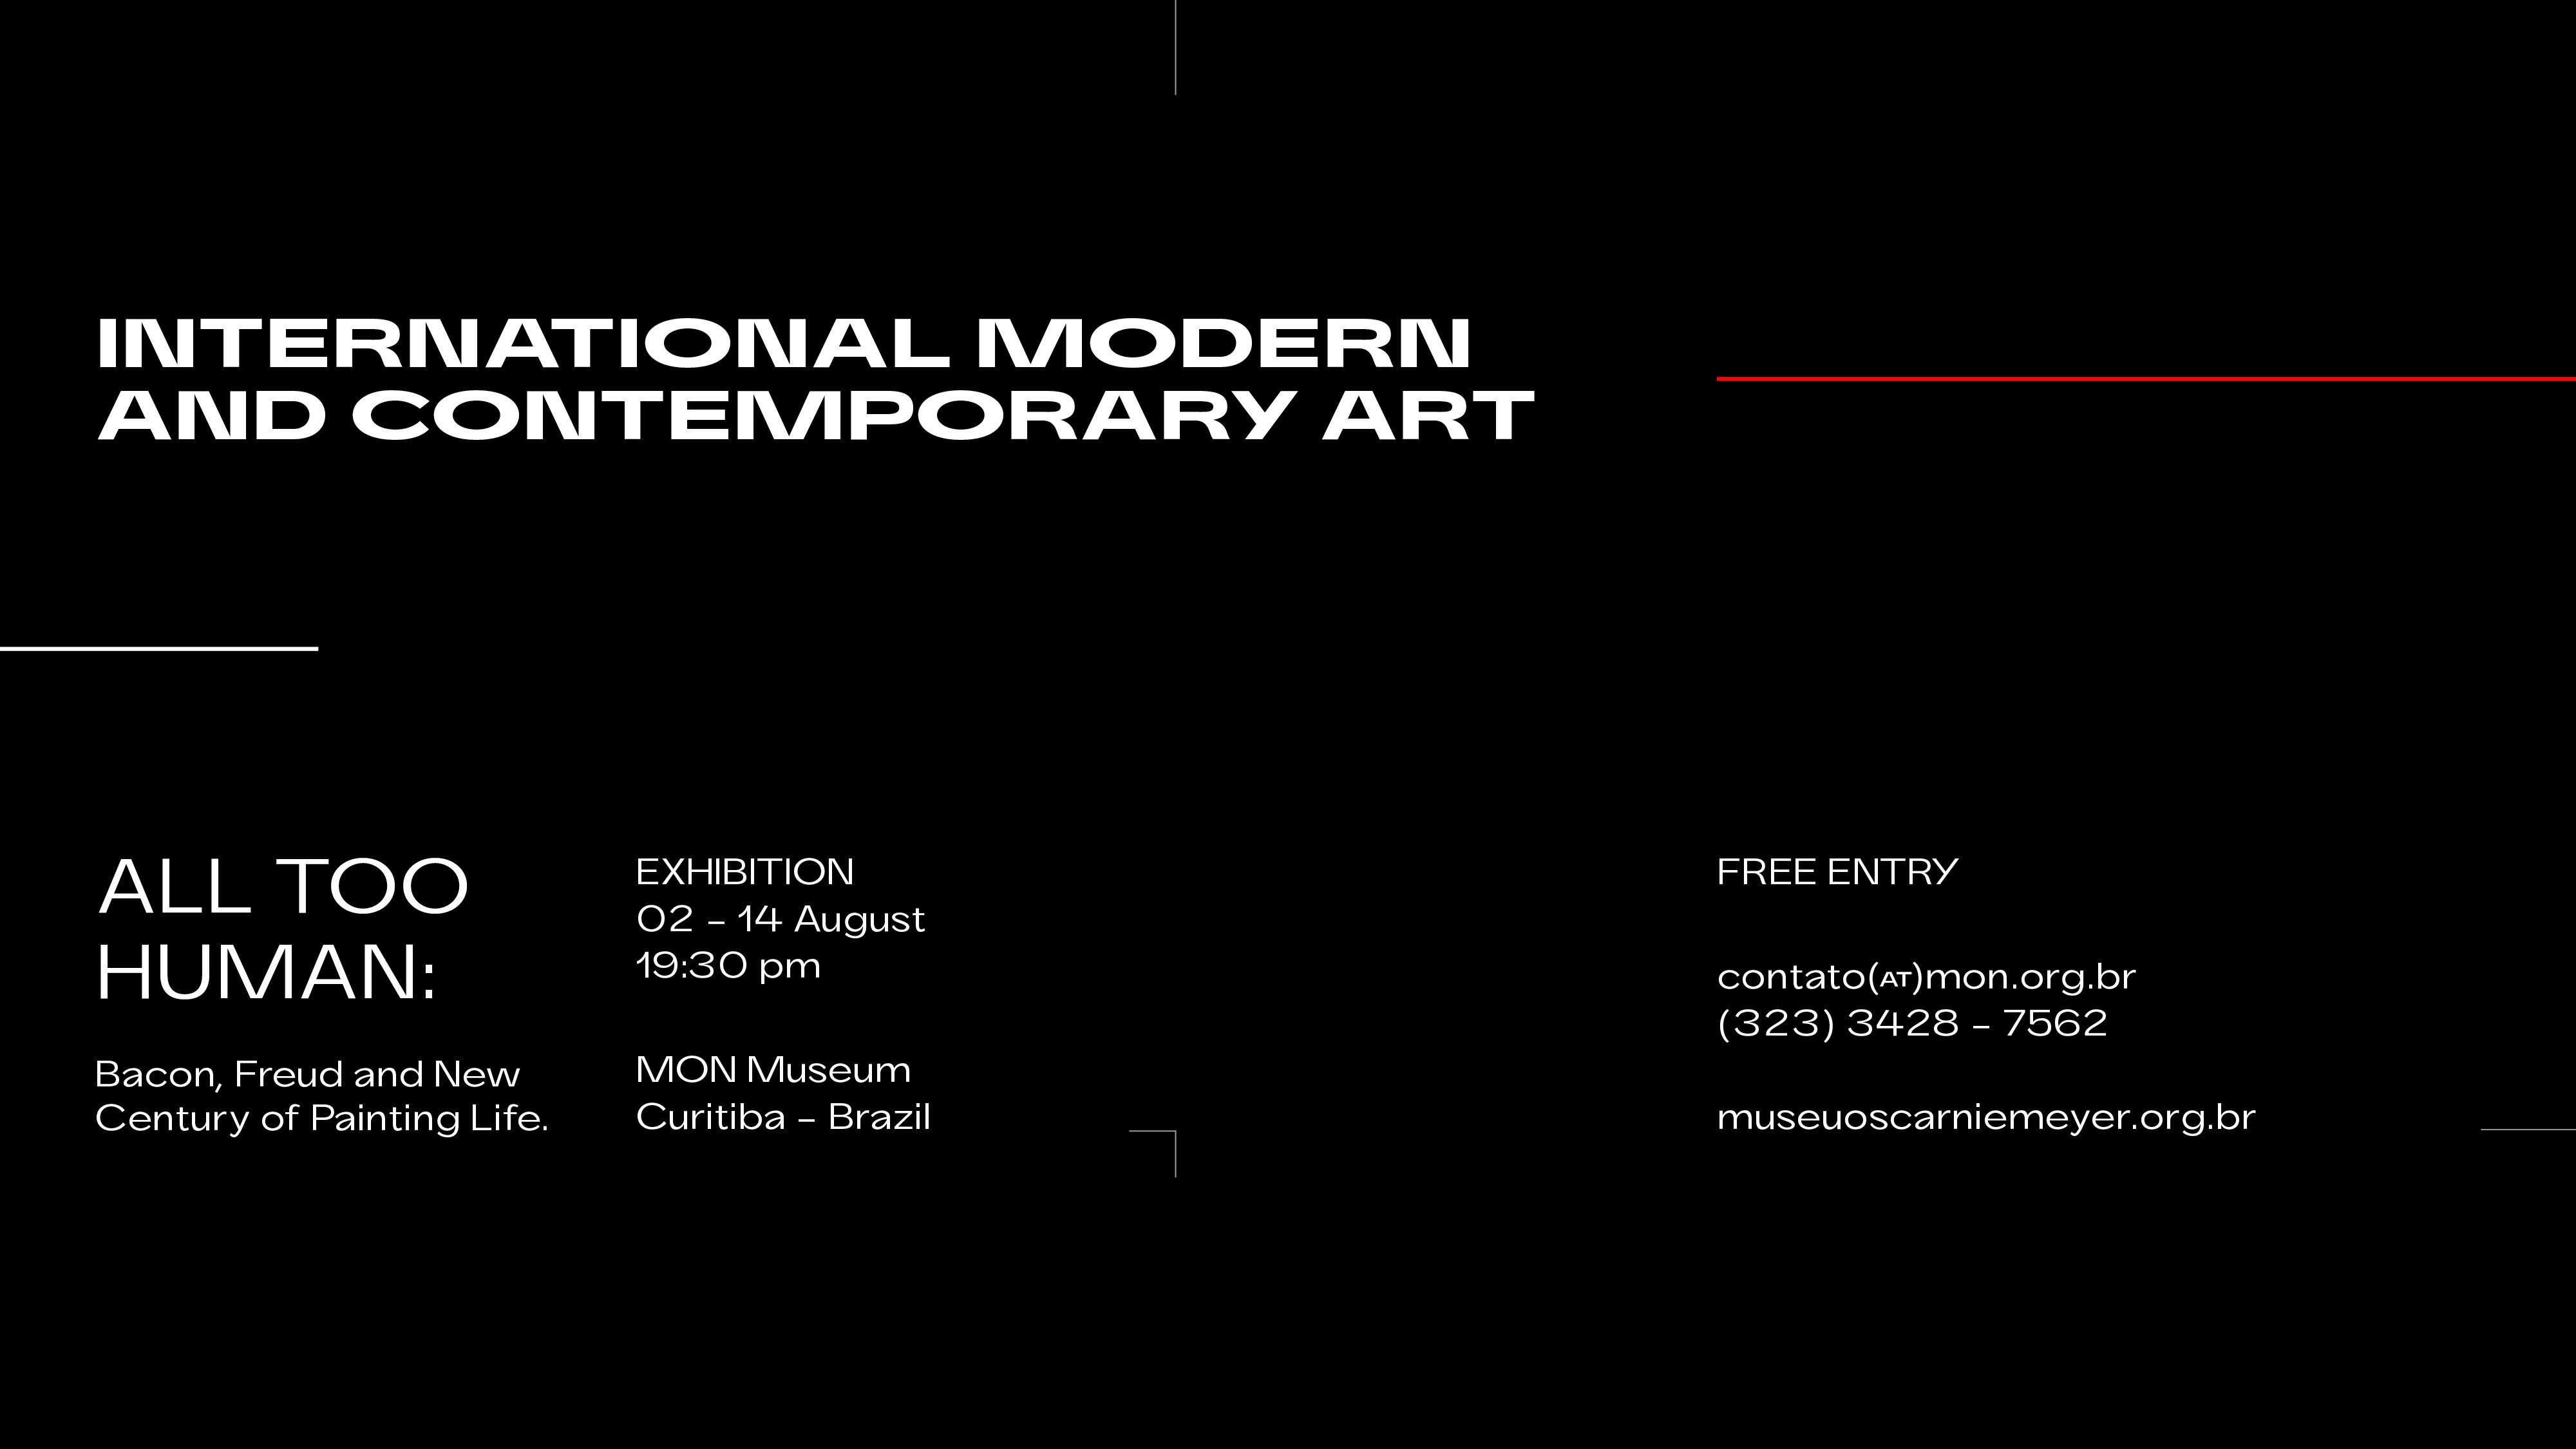 INTERNATIONAL MODERN
AND CONTEMPORARY ART
ALL TOO
HUMAN:
Bacon, Freud and New
Century of Painting Life.
EXHIBITION
02 – 14 August
19:30 pm
MON Museum
Curitiba – Brazil
FREE ENTRY
contato(AT)mon.org.br
(323) 3428 – 7562
museuoscarniemeyer.org.br